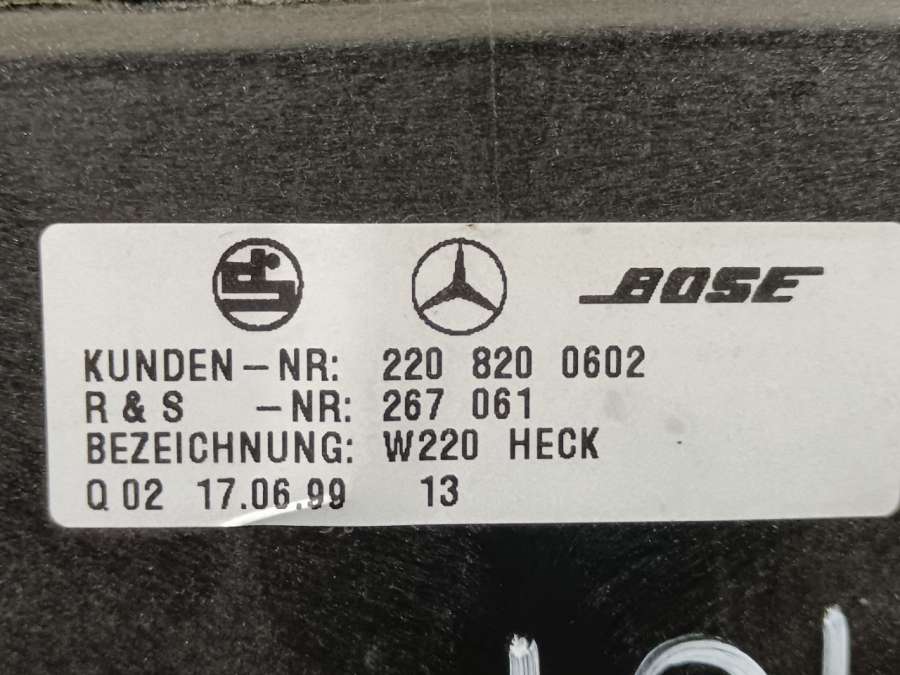 BOSE
KUNDEN-NR: 220 820 0602
R & S -NR: 267 061
BEZEICHNUNG: W220 HECK
Q 02 17.06.99 13